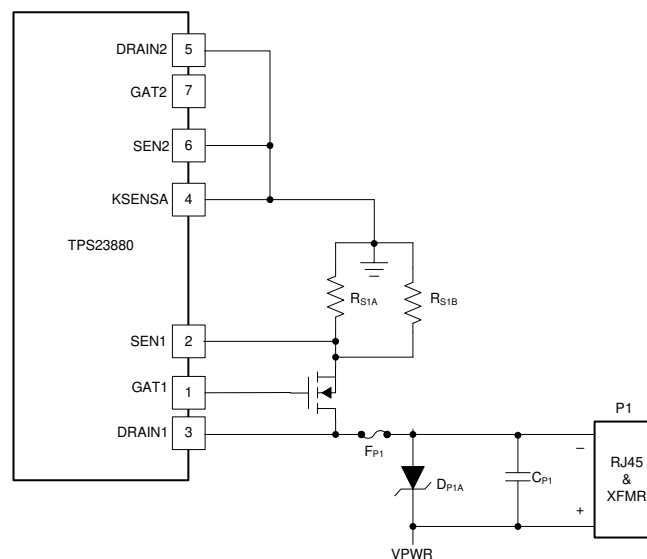 DRAIN2 5
GAT2 7
SEN2 6
KSENSA 4
TPS23880
RS1A RS1B
SEN1 2
GAT1 1
DRAIN1 3
P1
FP1
–
DP1A
CP1
RJ45
&
XFMR
+
VPWR